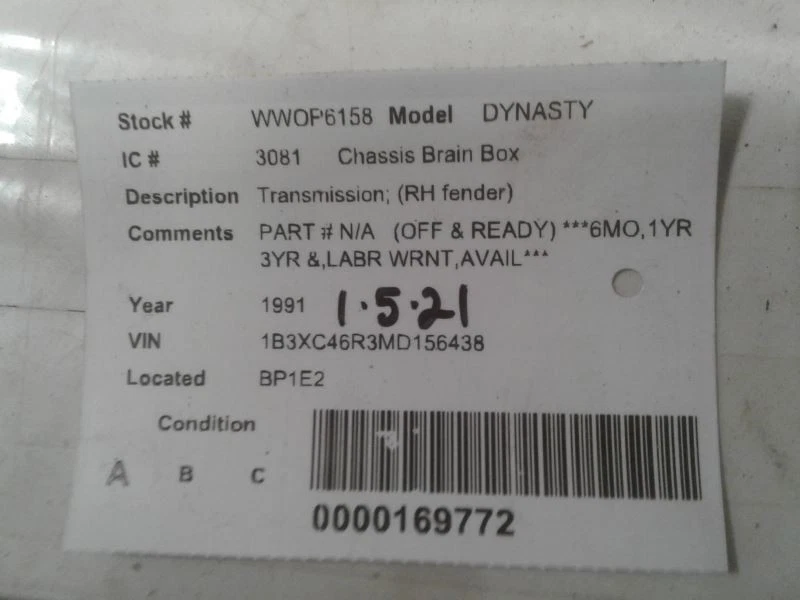 Stock # WWOP6158 Model DYNASTY
IC # 3081 Chassis Brain Box
Description Transmission; (RH fender)
Comments PART # N/A (OFF & READY) ***6MO,1YR
3YR &,LABR WRNT,AVAIL***
Year 1991 1.5.21
VIN 1B3XC46R3MD156438
Located BP1E2
Condition
A B C
0000169772